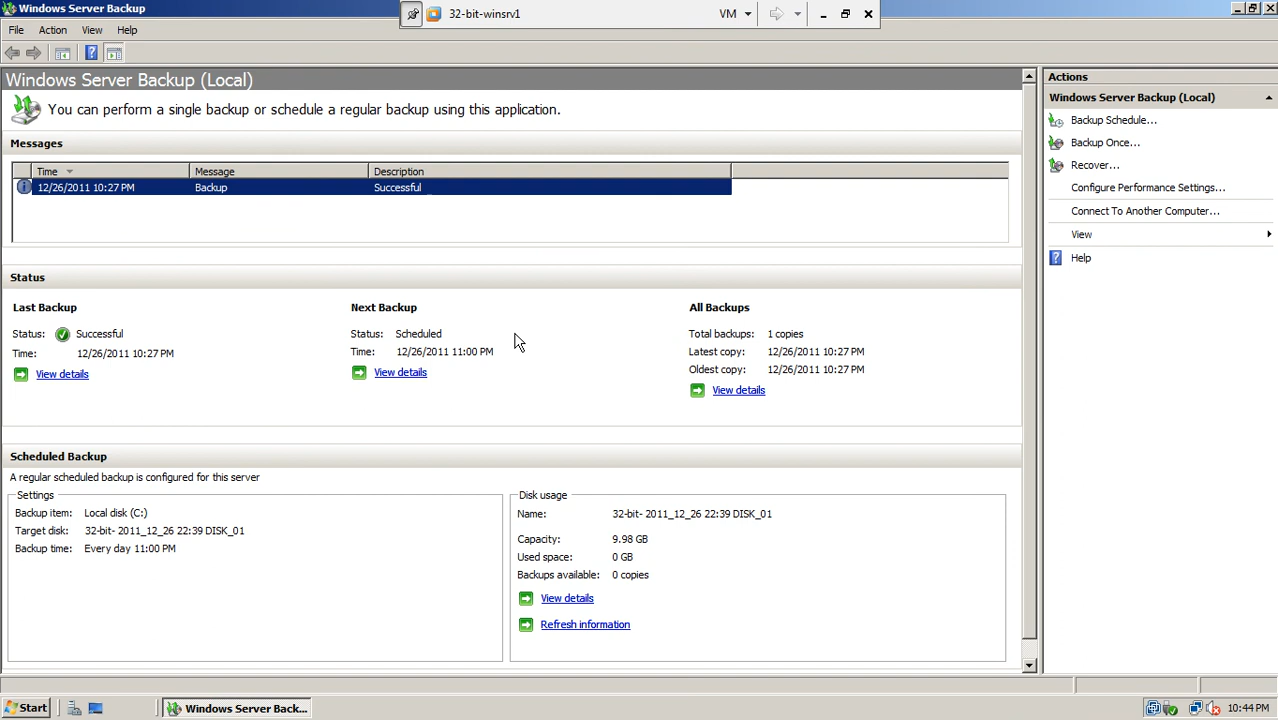 Windows Server Backup
32-bit-winsrv1
VM
File Action View Help
Windows Server Backup (Local)
You can perform a single backup or schedule a regular backup using this application.
Messages
Time Message Description
12/26/2011 10:27 PM Backup Successful
Status
Last Backup
Status: Successful
Time: 12/26/2011 10:27 PM
View details
Next Backup
Status: Scheduled
Time: 12/26/2011 11:00 PM
View details
All Backups
Total backups: 1 copies
Latest copy: 12/26/2011 10:27 PM
Oldest copy: 12/26/2011 10:27 PM
View details
Scheduled Backup
A regular scheduled backup is configured for this server
Settings
Backup item: Local disk (C:)
Target disk: 32-bit- 2011_12_26 22:39 DISK_01
Backup time: Every day 11:00 PM
Disk usage
Name: 32-bit- 2011_12_26 22:39 DISK_01
Capacity: 9.98 GB
Used space: 0 GB
Backups available: 0 copies
View details
Refresh information
Actions
Windows Server Backup (Local)
Backup Schedule...
Backup Once...
Recover...
Configure Performance Settings...
Connect To Another Computer...
View
Help
Start
Windows Server Back...
10:44 PM